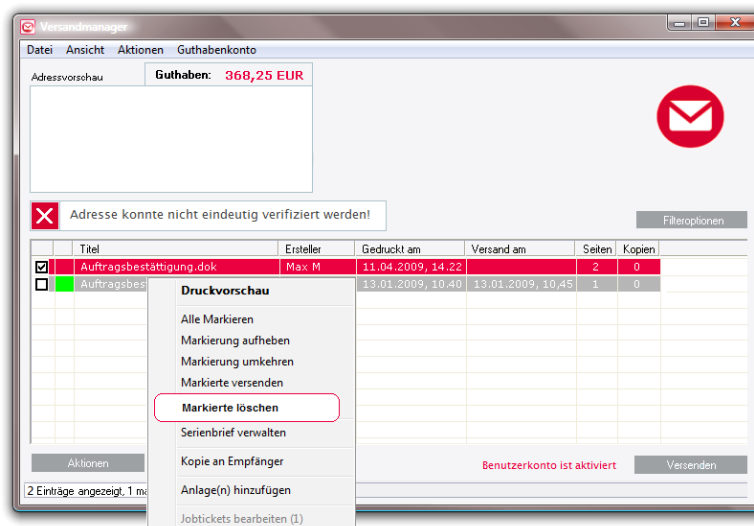 Versandmanager
Datei Ansicht Aktionen Guthabenkonto
Adressvorschau
Guthaben: 368,25 EUR
Adresse konnte nicht eindeutig verifiziert werden!
Filteroptionen
Titel Ersteller Gedruckt am Versand am Seiten Kopien
Auftragsbestättigung.dok Max M 11.04.2009, 14.22 2 0
Auftragsbes 13.01.2009, 10.40 13.01.2009, 10,45 1 0
Druckvorschau
Alle Markieren
Markierung aufheben
Markierung umkehren
Markierte versenden
Markierte löschen
Serienbrief verwalten
Kopie an Empfänger
Anlage(n) hinzufügen
Jobtickets bearbeiten (1)
Aktionen
Benutzerkonto ist aktiviert
Versenden
2 Einträge angezeigt, 1 ma